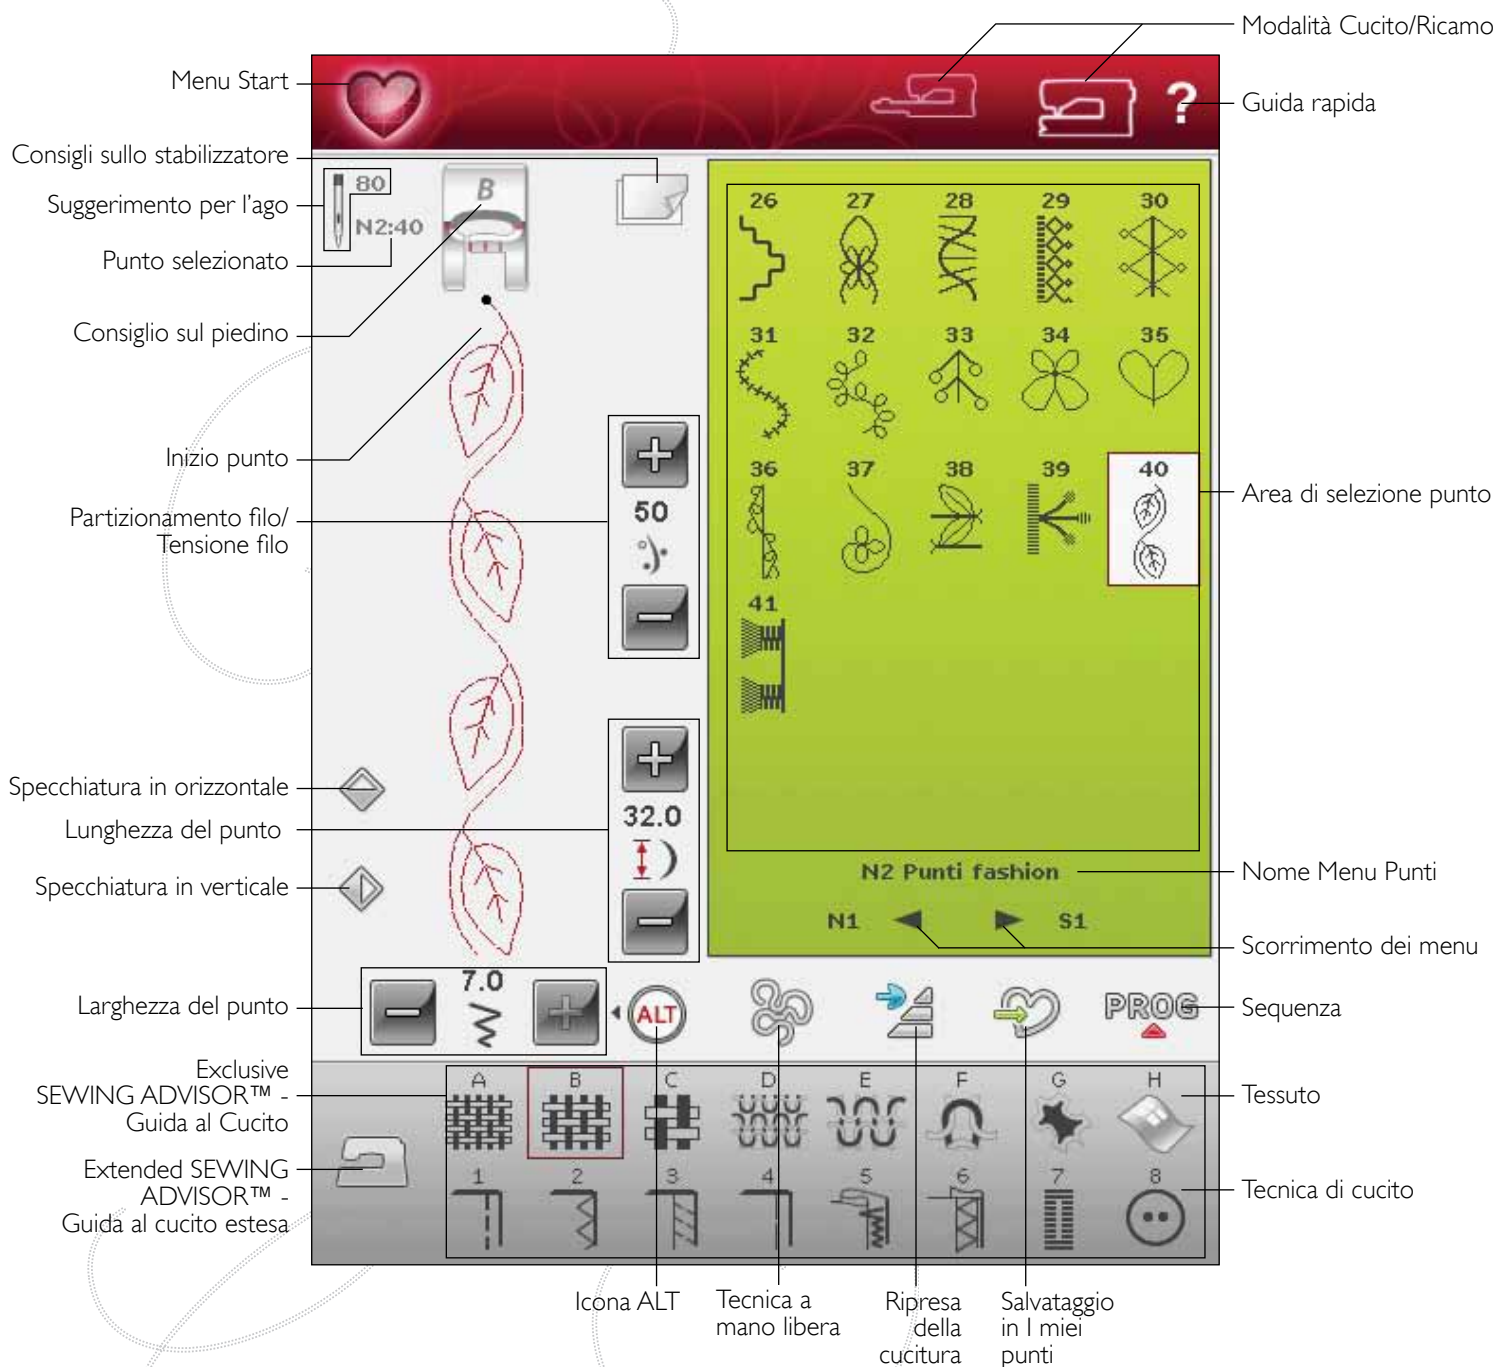 Modalità Cucito/Ricamo
Menu Start
?
Guida rapida
Consigli sullo stabilizzatore
80
Suggerimento per l'ago
B
N2:40
Punto selezionato
Consiglio sul piedino
Inizio punto
Partizionamento filo/
Tensione filo
50
Specchiatura in orizzontale
Lunghezza del punto
32.0
Specchiatura in verticale
Larghezza del punto
7.0
26 27 28 29 30
31 32 33 34 35
36 37 38 39 40
41
Area di selezione punto
N2 Punti fashion
Nome Menu Punti
N1 S1
Scorrimento dei menu
ALT
PROG
Sequenza
Exclusive
SEWING ADVISOR™ -
Guida al Cucito
Extended SEWING
ADVISOR™ -
Guida al cucito estesa
A B C D E F G H
Tessuto
1 2 3 4 5 6 7 8
Tecnica di cucito
Icona ALT
Tecnica a
mano libera
Ripresa
della
cucitura
Salvataggio
in I miei
punti